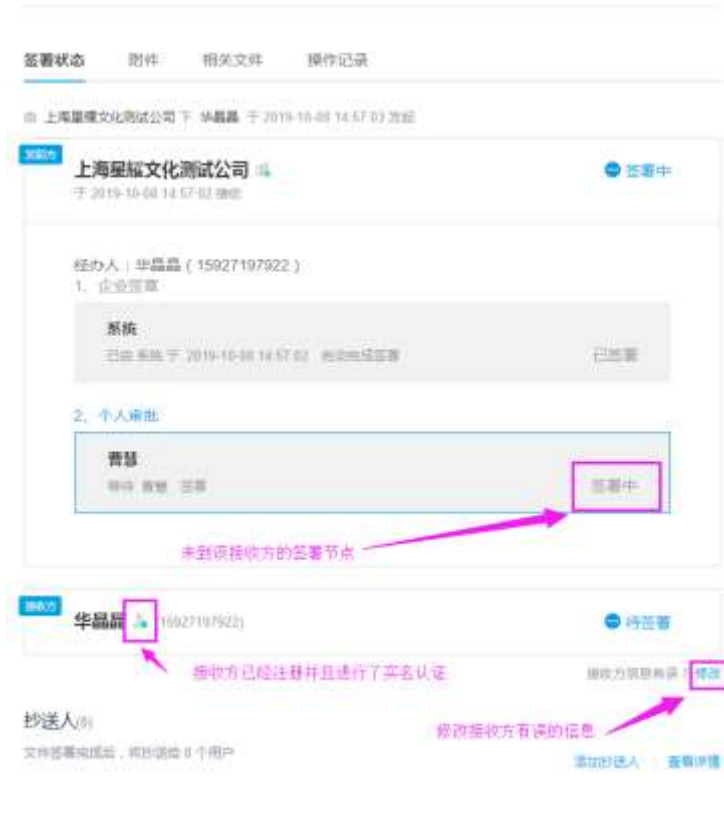 签署状态 附件 相关文件 操作记录
由 上海星耀文化测试公司 于 华晶晶 于 2019-10-08 14:57:03 发起
发起方
上海星耀文化测试公司 签署中
于 2019-10-08 14:57:02 接收
经办人：华晶晶 ( 15927197922 )
1、企业签章
系统
已由 系统 于 2019-10-08 14:57:02 自动完成签署 已签署
2、个人审批
曹慧
等待 曹慧 签署 签署中
未到该接收方的签署节点
接收方
华晶晶 (15927197922) 待签署
接收方已经注册并且进行了实名认证 接收方信息有误？修改
抄送人(0)
修改接收方有误的信息
文件签署完成后，将抄送给 0 个用户
添加抄送人 查看详情